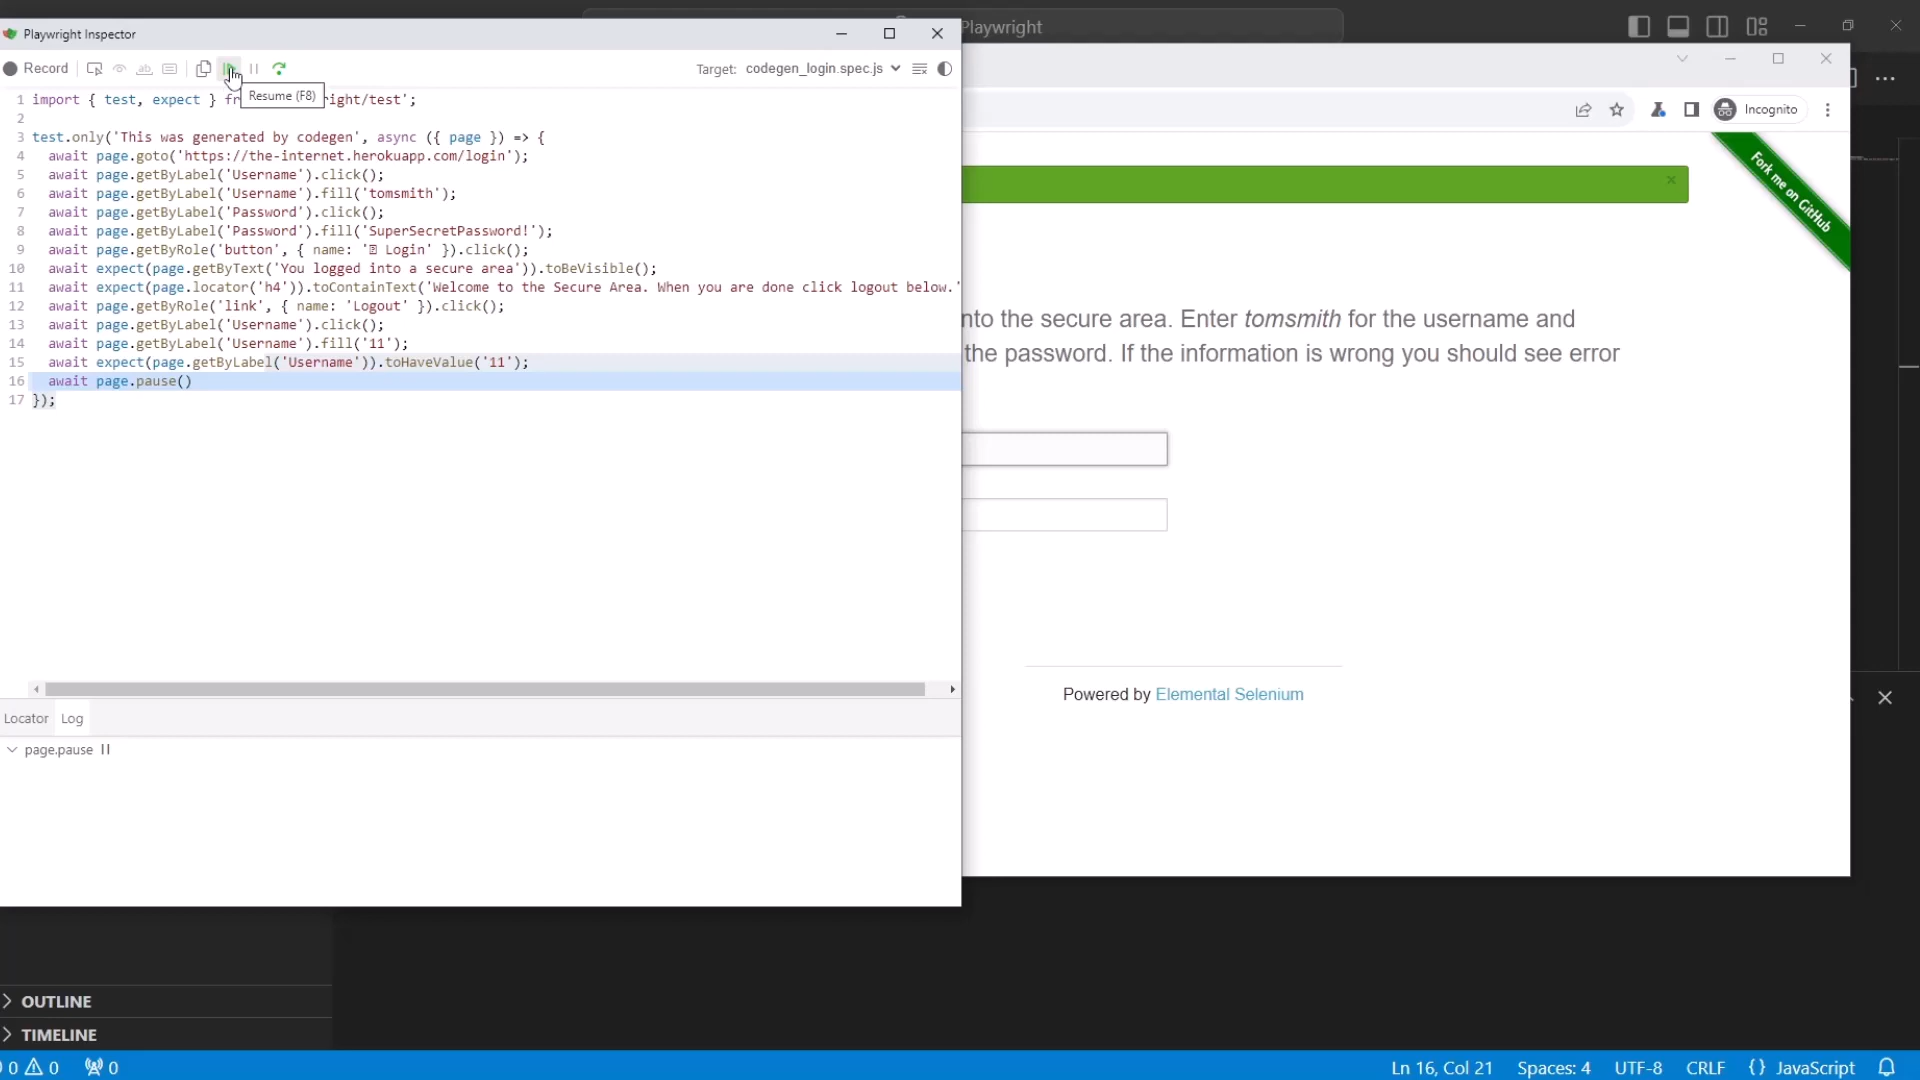 Playwright Inspector
Playwright
Record
Target: codegen_login.spec.js
Resume (F8)
Incognito
1 import { test, expect } fr ight/test';
2
3 test.only('This was generated by codegen', async ({ page }) => {
4 await page.goto('https://the-internet.herokuapp.com/login');
5 await page.getByLabel('Username').click();
6 await page.getByLabel('Username').fill('tomsmith');
7 await page.getByLabel('Password').click();
8 await page.getByLabel('Password').fill('SuperSecretPassword!');
9 await page.getByRole('button', { name: ' Login' }).click();
10 await expect(page.getByText('You logged into a secure area')).toBeVisible();
11 await expect(page.locator('h4')).toContainText('Welcome to the Secure Area. When you are done click logout below.'
12 await page.getByRole('link', { name: 'Logout' }).click();
13 await page.getByLabel('Username').click();
14 await page.getByLabel('Username').fill('11');
15 await expect(page.getByLabel('Username')).toHaveValue('11');
16 await page.pause()
17 });
Fork me on GitHub
nto the secure area. Enter tomsmith for the username and
the password. If the information is wrong you should see error
Powered by Elemental Selenium
Locator Log
page.pause
OUTLINE
TIMELINE
0 0 0
Ln 16, Col 21 Spaces: 4 UTF-8 CRLF {} JavaScript